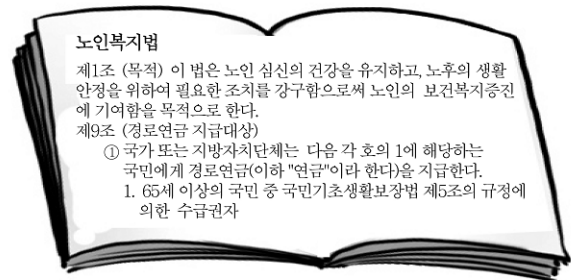 노인복지법
제1조 (목적) 이 법은 노인 심신의 건강을 유지하고, 노후의 생활
안정을 위하여 필요한 조치를 강구함으로써 노인의 보건복지증진
에 기여함을 목적으로 한다.
제9조 (경로연금 지급대상)
① 국가 또는 지방자치단체는 다음 각 호의 1에 해당하는
국민에게 경로연금(이하 "연금"이라 한다)을 지급한다.
1. 65세 이상의 국민 중 국민기초생활보장법 제5조의 규정에
의한 수급권자